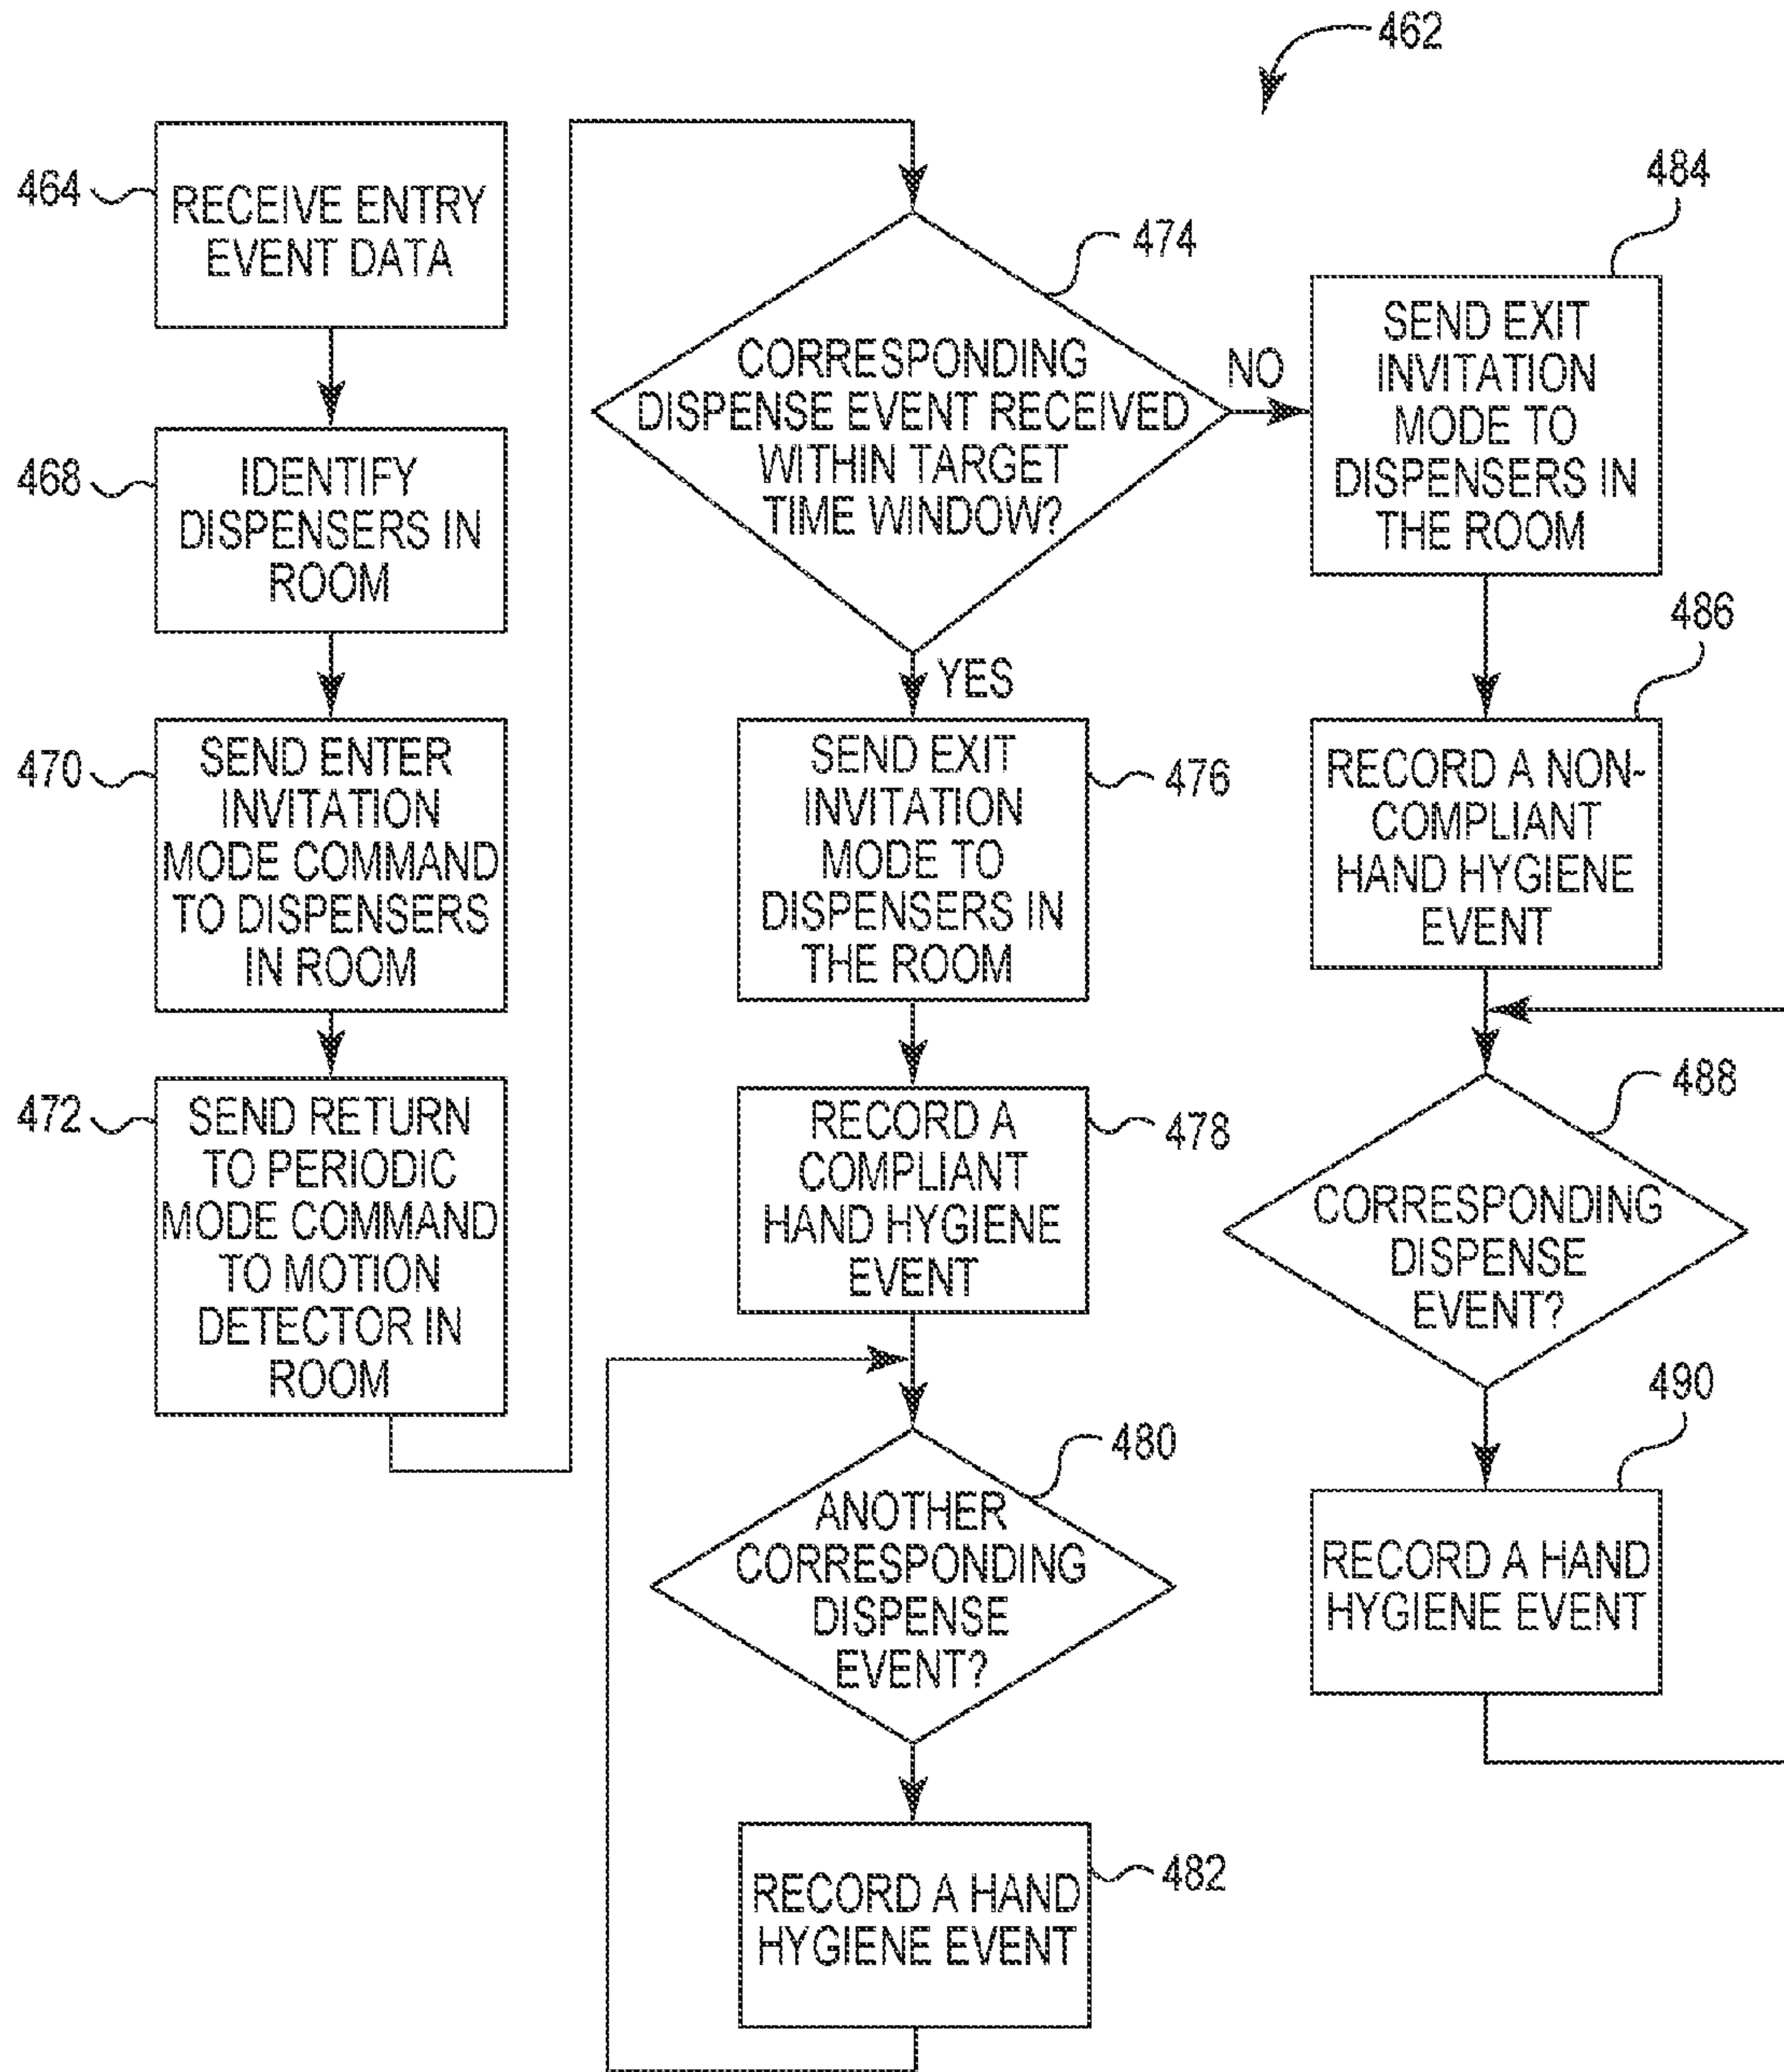 462
464
RECEIVE ENTRY
EVENT DATA
468
IDENTIFY
DISPENSERS IN
ROOM
470
SEND ENTER
INVITATION
MODE COMMAND
TO DISPENSERS
IN ROOM
472
SEND RETURN
TO PERIODIC
MODE COMMAND
TO MOTION
DETECTOR IN
ROOM
474
CORRESPONDING
DISPENSE EVENT RECEIVED
WITHIN TARGET
TIME WINDOW?
NO
YES
SEND EXIT
INVITATION
MODE TO
DISPENSERS IN
THE ROOM
476
RECORD A
COMPLIANT
HAND HYGIENE
EVENT
478
480
ANOTHER
CORRESPONDING
DISPENSE
EVENT?
RECORD A HAND
HYGIENE EVENT
482
484
SEND EXIT
INVITATION
MODE TO
DISPENSERS IN
THE ROOM
486
RECORD A NON-
COMPLIANT
HAND HYGIENE
EVENT
488
CORRESPONDING
DISPENSE
EVENT?
490
RECORD A HAND
HYGIENE EVENT